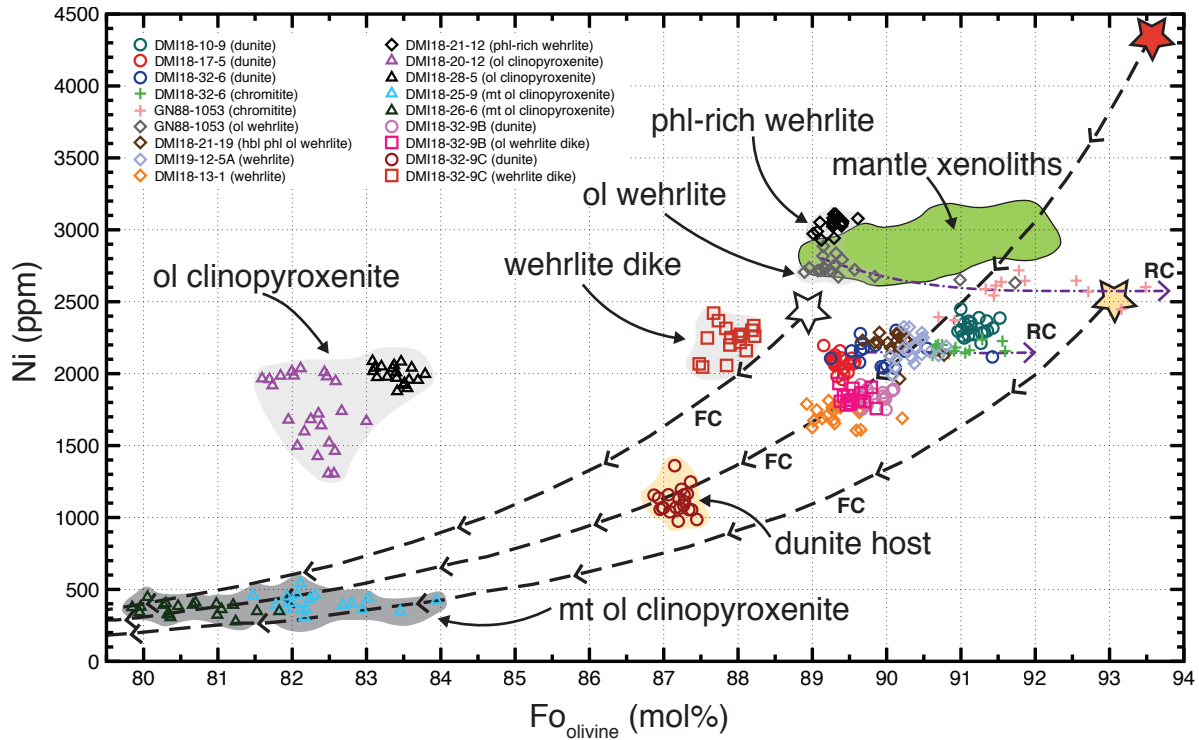 4500
4000
3500
3000
2500
2000
1500
1000
500
0
Ni (ppm)
DMI18-10-9 (dunite)
DMI18-17-5 (dunite)
DMI18-32-6 (dunite)
DMI18-32-6 (chromitite)
GN88-1053 (chromitite)
GN88-1053 (ol wehrlite)
DMI18-21-19 (hbl phl ol wehrlite)
DMI19-12-5A (wehrlite)
DMI18-13-1 (wehrlite)
DMI18-21-12 (phl-rich wehrlite)
DMI18-20-12 (ol clinopyroxenite)
DMI18-28-5 (ol clinopyroxenite)
DMI18-25-9 (mt ol clinopyroxenite)
DMI18-26-6 (mt ol clinopyroxenite)
DMI18-32-9B (dunite)
DMI18-32-9B (ol wehrlite dike)
DMI18-32-9C (dunite)
DMI18-32-9C (wehrlite dike)
phl-rich wehrlite
mantle xenoliths
ol wehrlite
wehrlite dike
ol clinopyroxenite
RC
RC
FC
FC
FC
dunite host
mt ol clinopyroxenite
80 81 82 83 84 85 86 87 88 89 90 91 92 93 94
Fo olivine (mol%)